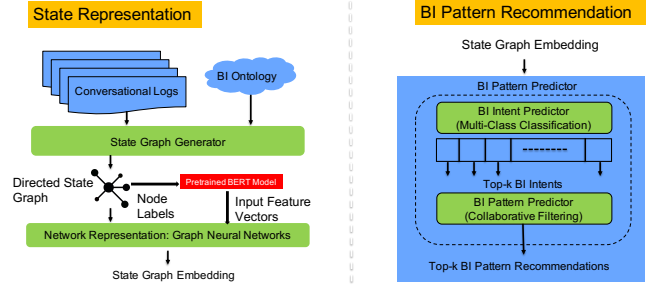 State Representation
Conversational Logs
BI Ontology
State Graph Generator
Directed State
Graph
Node
Labels
Pretrained BERT Model
Input Feature
Vectors
Network Representation: Graph Neural Networks
State Graph Embedding
BI Pattern Recommendation
State Graph Embedding
BI Pattern Predictor
BI Intent Predictor
(Multi-Class Classification)
Top-k BI Intents
BI Pattern Predictor
(Collaborative Filtering)
Top-k BI Pattern Recommendations